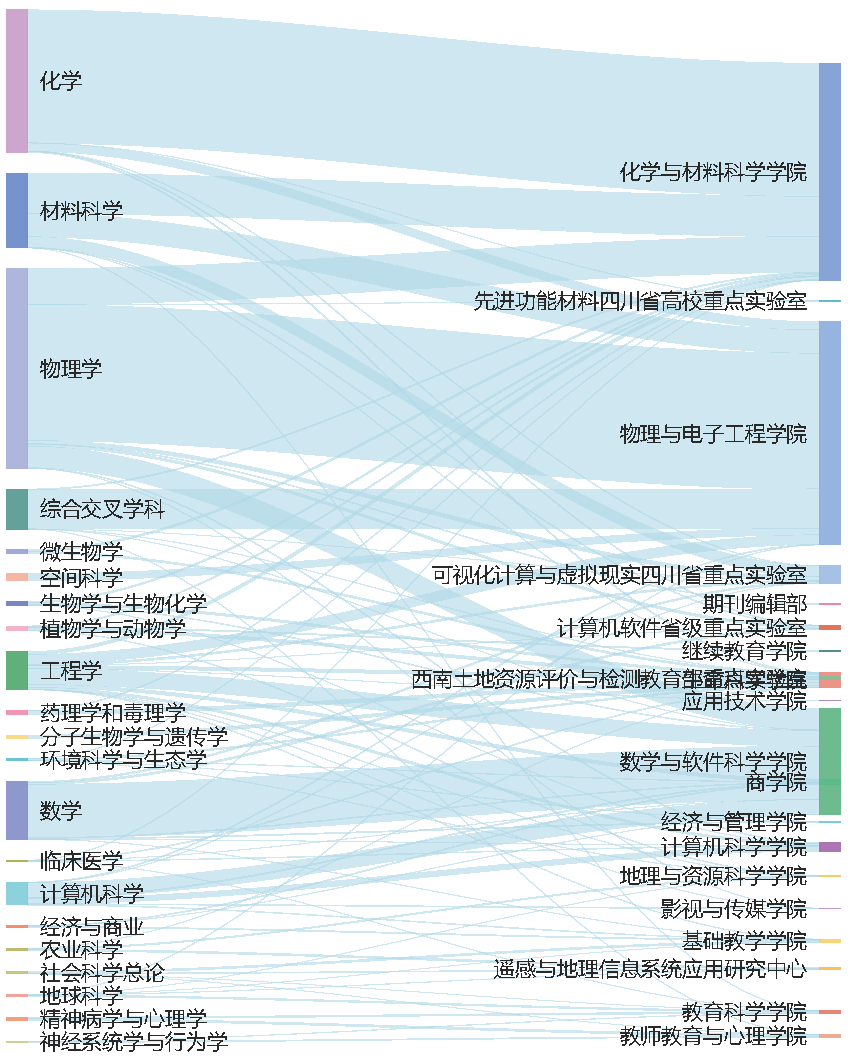 化学
材料科学
物理学
综合交叉学科
微生物学
空间科学
生物学与生物化学
植物学与动物学
工程学
药理学和毒理学
分子生物学与遗传学
环境科学与生态学
数学
临床医学
计算机科学
经济与商业
农业科学
社会科学总论
地球科学
精神病学与心理学
神经系统学与行为学
化学与材料科学学院
先进功能材料四川省高校重点实验室
物理与电子工程学院
可视化计算与虚拟现实四川省重点实验室
期刊编辑部
计算机软件省级重点实验室
继续教育学院
西南土地资源评价与检测教育部重点实验室
应用技术学院
数学与软件科学学院
商学院
经济与管理学院
计算机科学学院
地理与资源科学学院
影视与传媒学院
基础教学学院
遥感与地理信息系统应用研究中心
教育科学学院
教师教育与心理学院